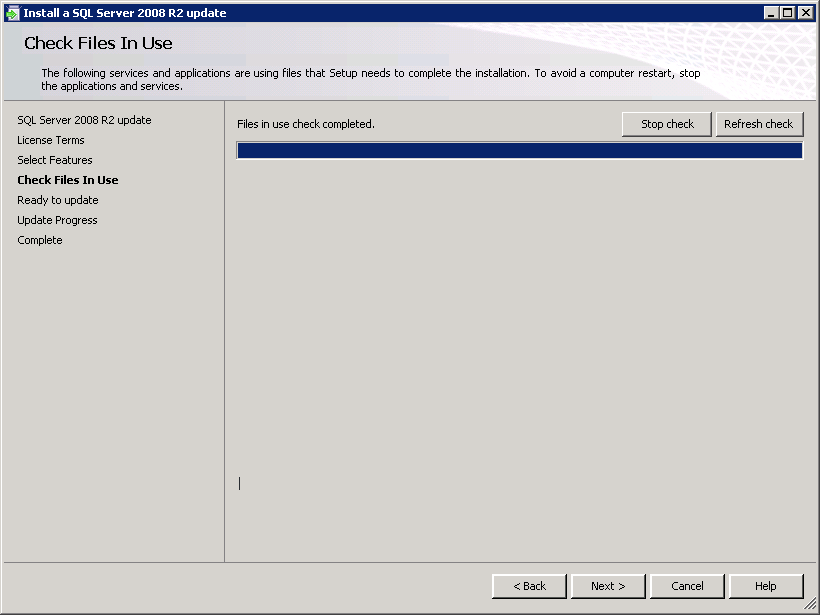 Install a SQL Server 2008 R2 update
Check Files In Use
The following services and applications are using files that Setup needs to complete the installation. To avoid a computer restart, stop
the applications and services.
SQL Server 2008 R2 update
License Terms
Select Features
Check Files In Use
Ready to update
Update Progress
Complete
Files in use check completed.
Stop check
Refresh check
< Back
Next >
Cancel
Help